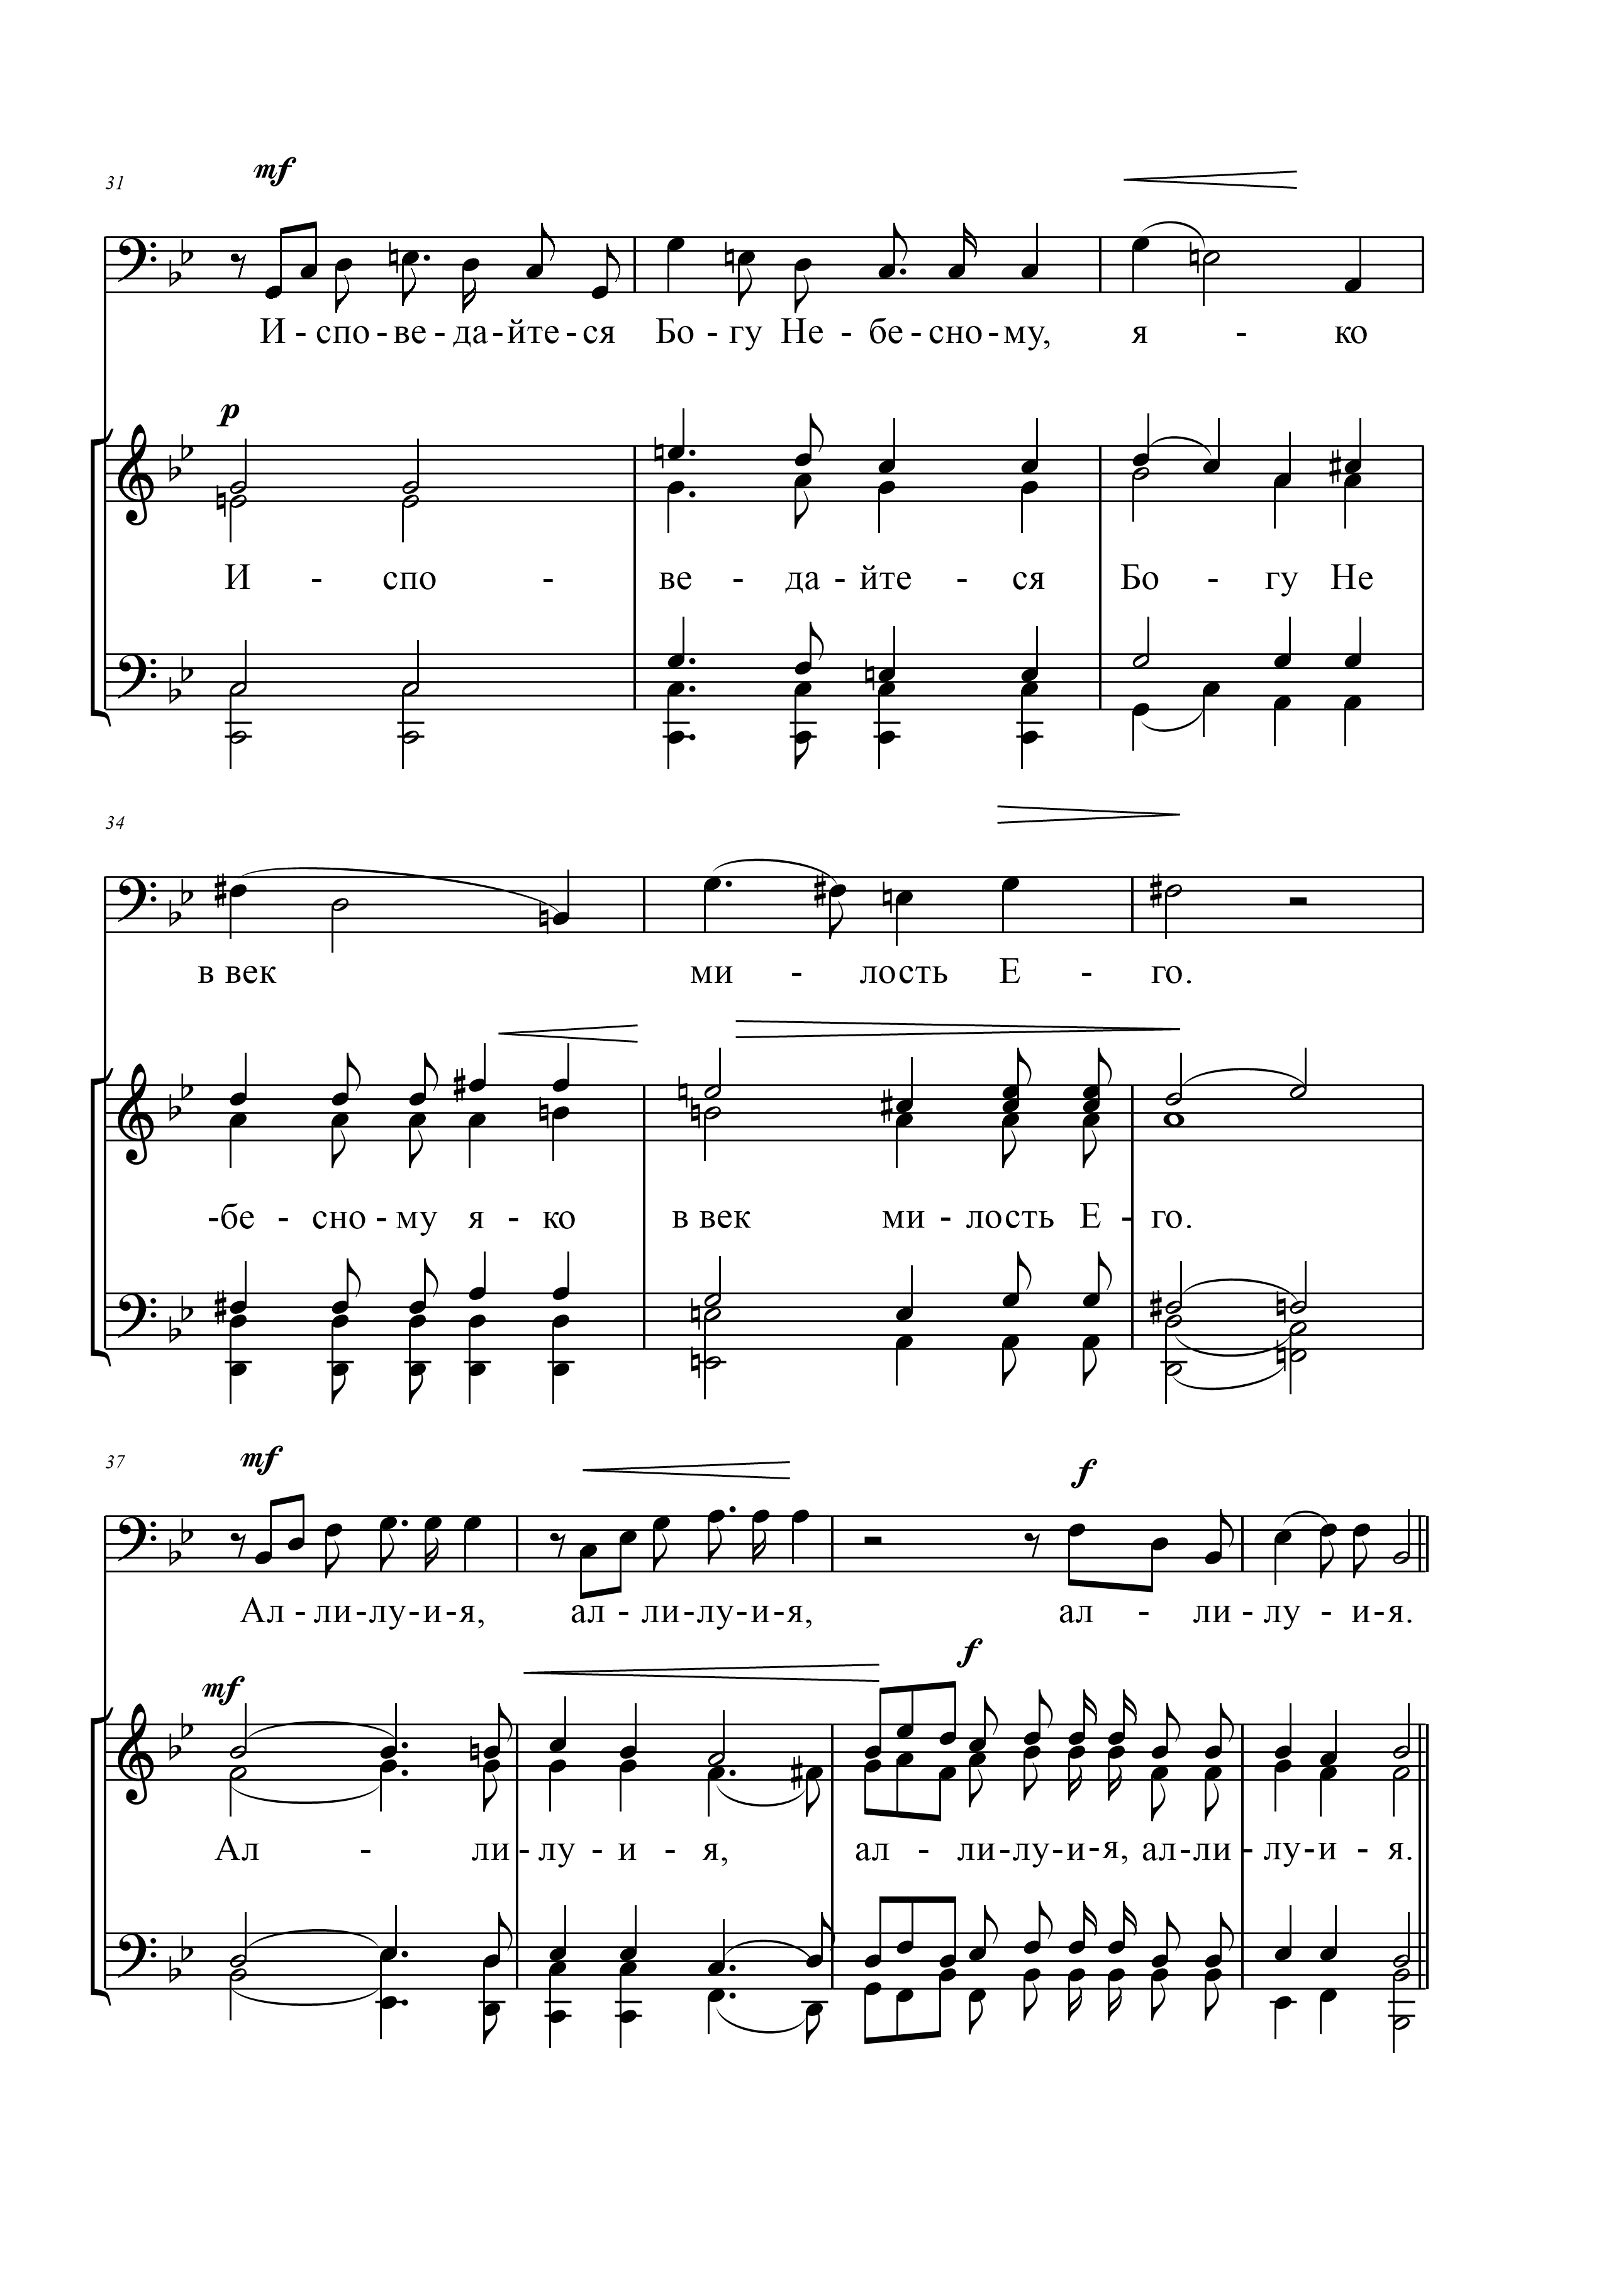 mf
31
И - спо - ве - да - йте - ся Бо - гу Не - бе - сно - му, я - ко
p
И - спо - ве - да - йте - ся Бо - гу Не
34
в век ми - лость Е - го.
-бе - сно - му я - ко в век ми - лость Е - го.
mf
37
f
Ал - ли - лу - и - я, ал - ли - лу - и - я, ал - ли - лу - и - я.
f
mf
Ал - ли - лу - и - я, ал - ли - лу - и - я, ал - ли - лу - и - я.